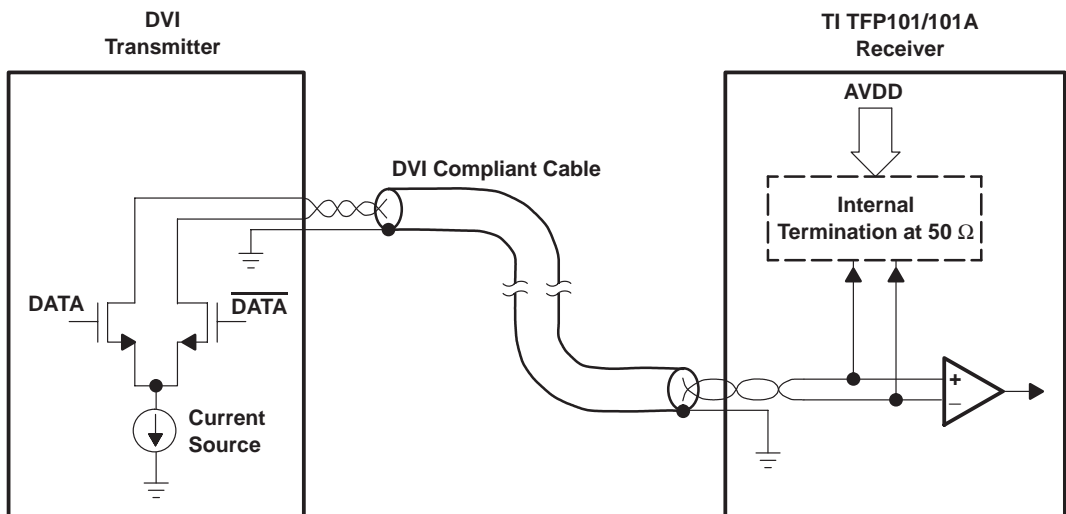 DVI
Transmitter
TI TFP101/101A
Receiver
AVDD
DVI Compliant Cable
Internal
Termination at 50 Ω
DATA
DATA
+
−
Current
Source